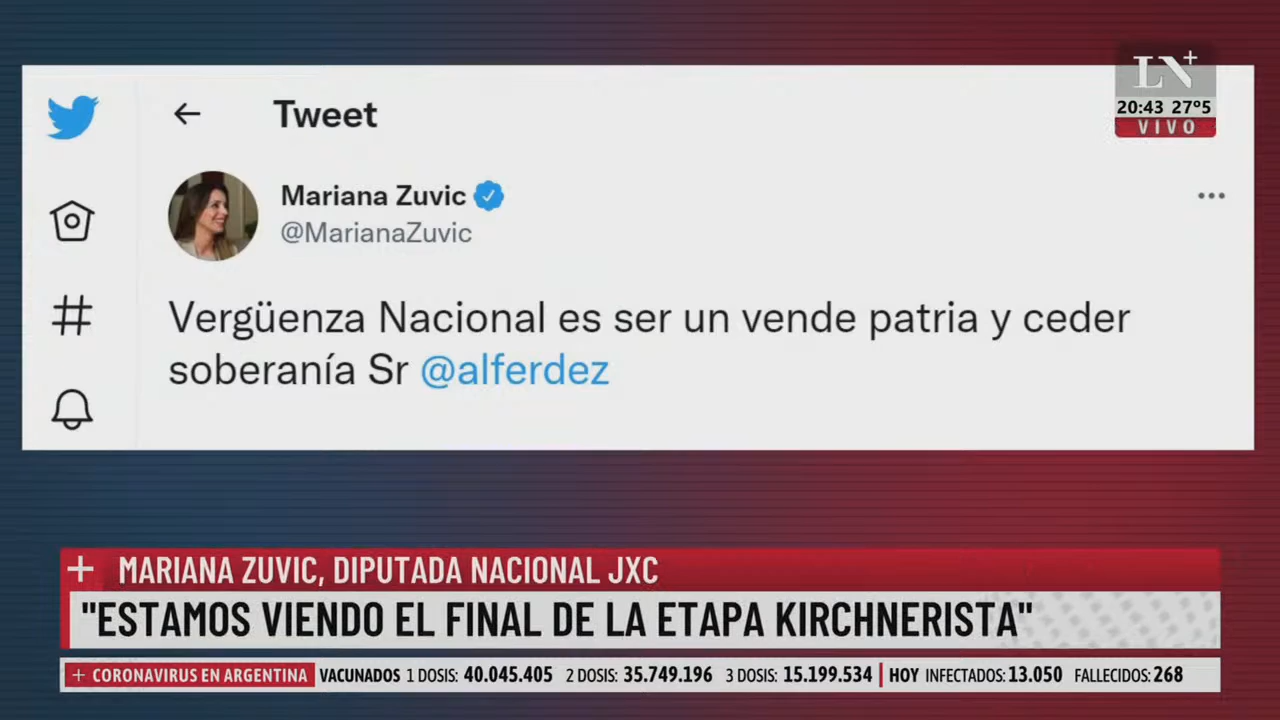 LN+
20:43 27º5
VIVO
Tweet
Mariana Zuvic
@MarianaZuvic
Vergüenza Nacional es ser un vende patria y ceder
soberanía Sr @alferdez
+ MARIANA ZUVIC, DIPUTADA NACIONAL JXC
"ESTAMOS VIENDO EL FINAL DE LA ETAPA KIRCHNERISTA"
+ CORONAVIRUS EN ARGENTINA VACUNADOS 1 DOSIS: 40.045.405 2 DOSIS: 35.749.196 3 DOSIS: 15.199.534 HOY INFECTADOS: 13.050 FALLECIDOS: 268